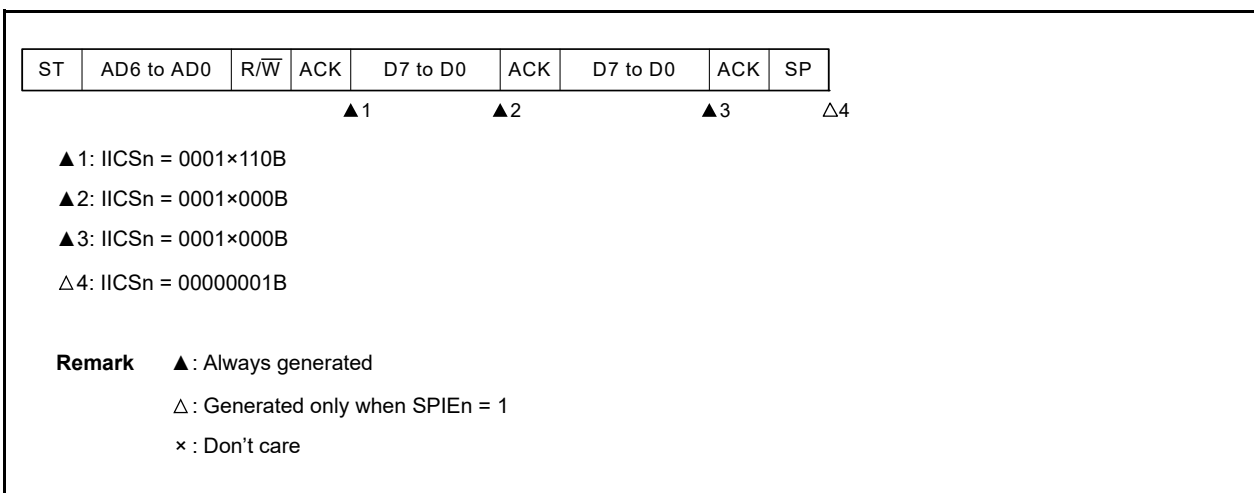 ST AD6 to AD0 R/W̅ ACK D7 to D0 ACK D7 to D0 ACK SP
▲1 ▲2 ▲3 △4
▲1: IICSn = 0001×110B
▲2: IICSn = 0001×000B
▲3: IICSn = 0001×000B
△4: IICSn = 00000001B
Remark ▲: Always generated
△: Generated only when SPIEn = 1
×: Don't care